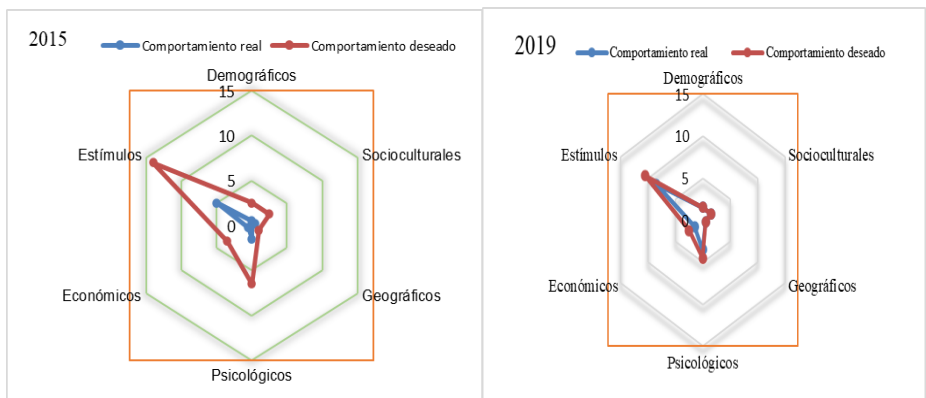 2015
Comportamiento real
Comportamiento deseado
Demográficos
15
10
5
0
Estímulos
Socioculturales
Económicos
Geográficos
Psicológicos
2019
Comportamiento real
Comportamiento deseado
Demográficos
15
10
5
0
Estímulos
Socioculturales
Económicos
Geográficos
Psicológicos